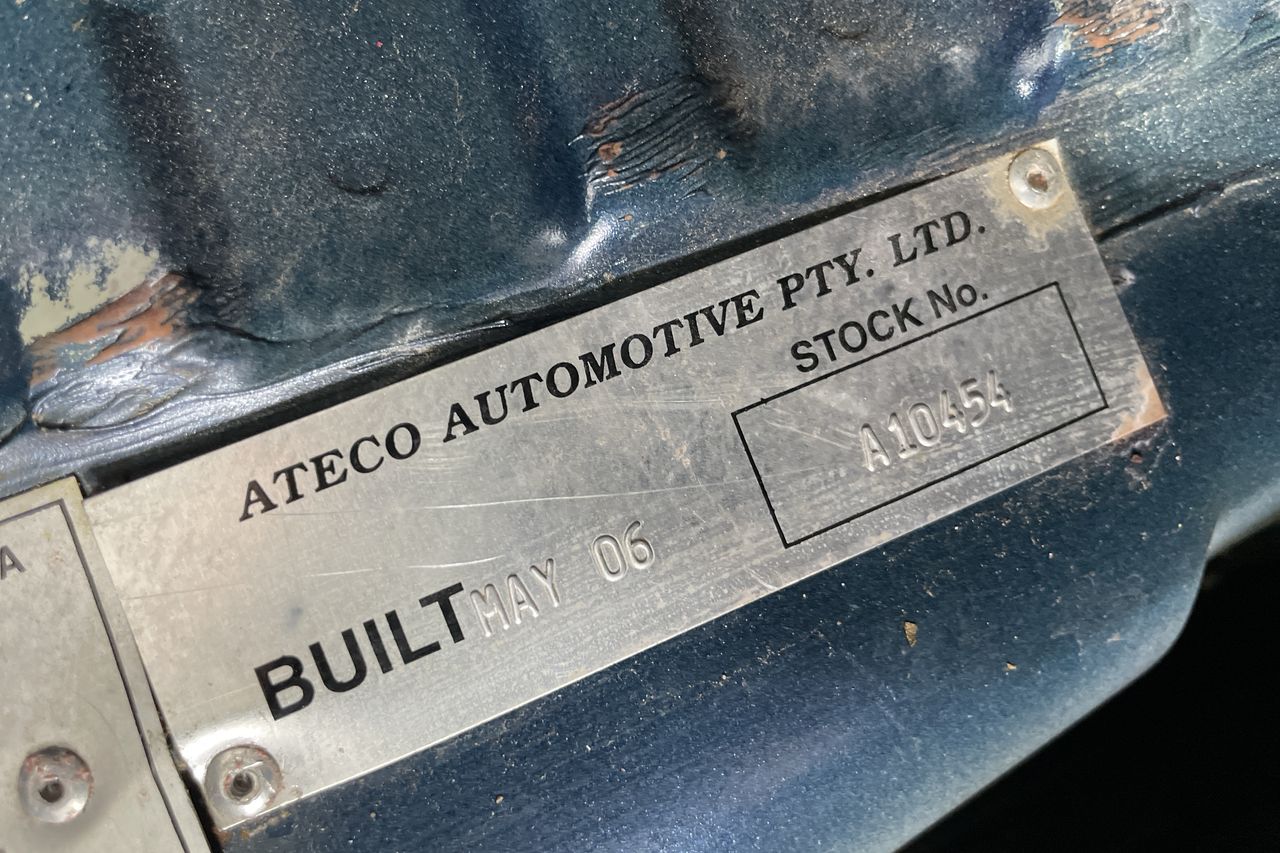 ATECO AUTOMOTIVE PTY. LTD.
STOCK No.
A10454
BUILT MAY 06
A